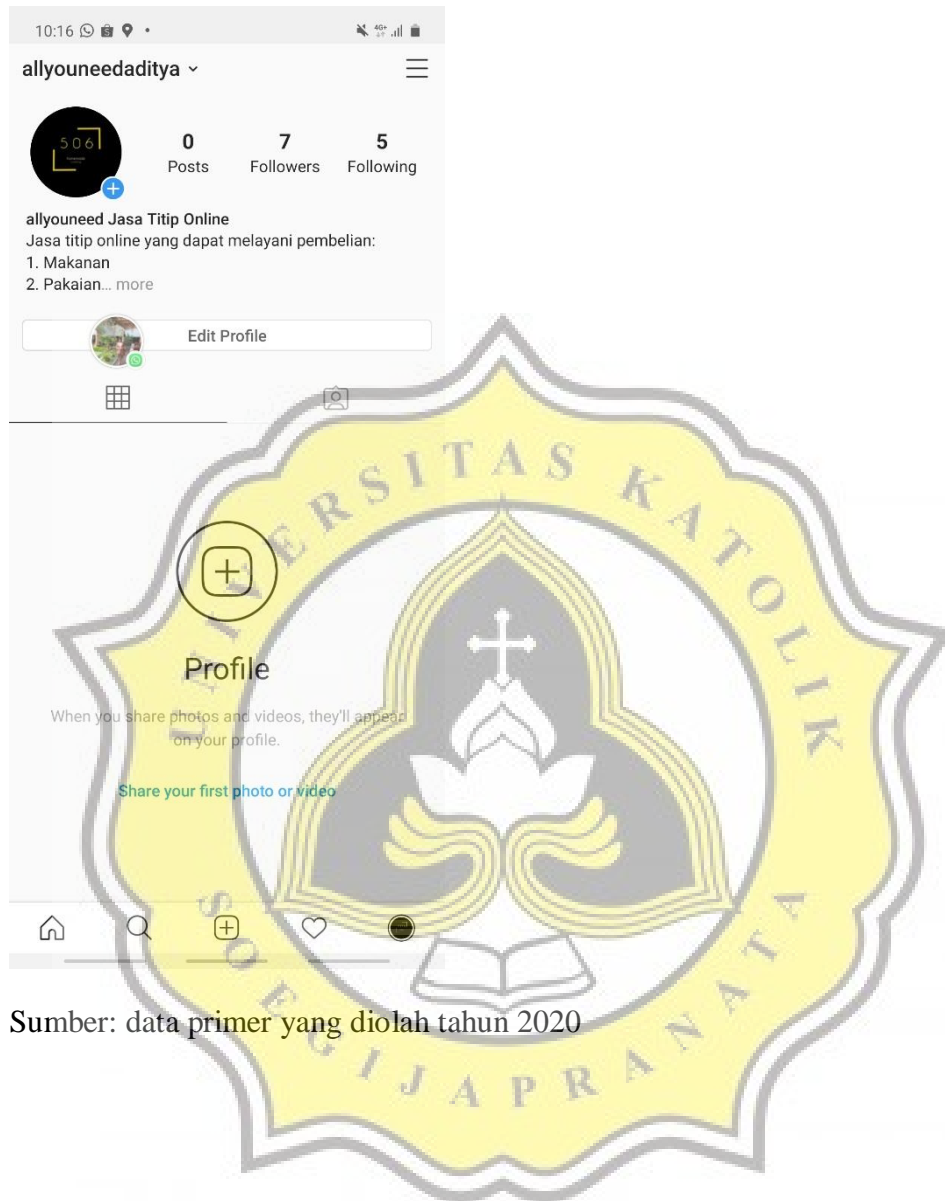 10:16
4G+
allyouneedaditya
506
0 7 5
Posts Followers Following
allyouneed Jasa Titip Online
Jasa titip online yang dapat melayani pembelian:
1. Makanan
2. Pakaian... more
Edit Profile
Profile
When you share photos and videos, they'll appear
on your profile.
Share your first photo or video
Sumber: data primer yang diolah tahun 2020
UNIVERSITAS KATOLIK
SOEGIJAPRANATA